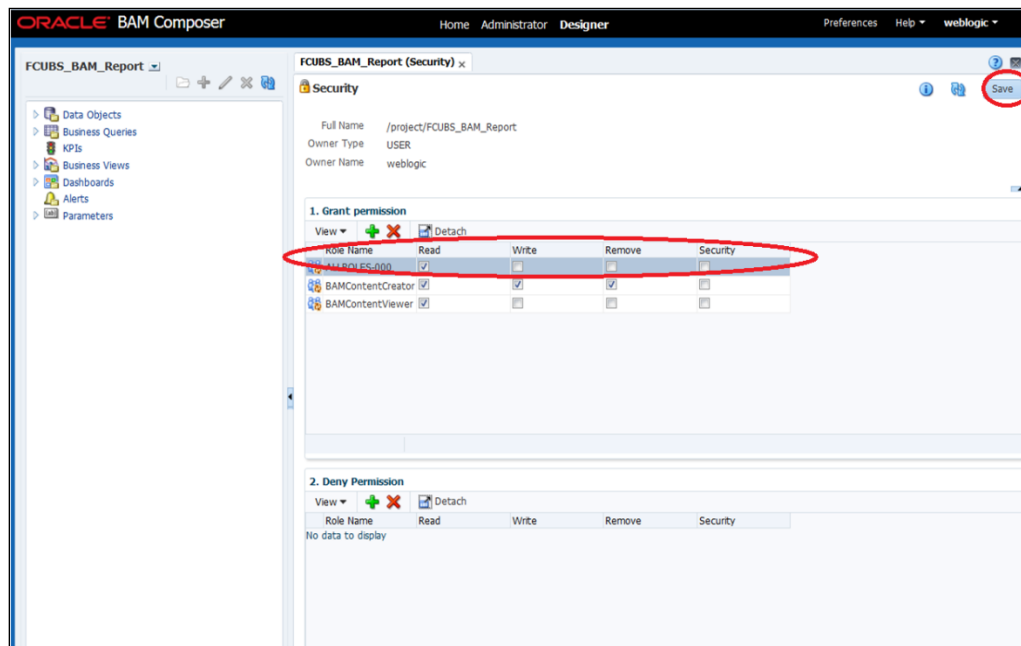 ORACLE BAM Composer Home Administrator Designer Preferences Help weblogic
FCUBS_BAM_Report
Data Objects
Business Queries
KPIs
Business Views
Dashboards
Alerts
Parameters
FCUBS_BAM_Report (Security) x
Security
Save
Full Name /project/FCUBS_BAM_Report
Owner Type USER
Owner Name weblogic
1. Grant permission
View Detach
Role Name Read Write Remove Security
BAMContentCreator
BAMContentViewer
2. Deny Permission
View Detach
Role Name Read Write Remove Security
No data to display